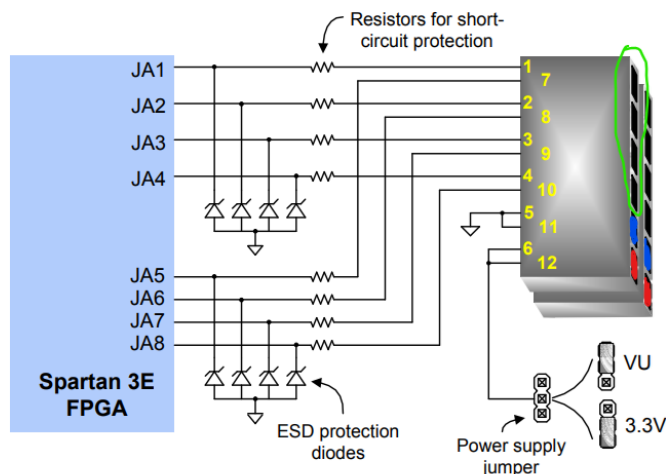 Resistors for short-
circuit protection
JA1
JA2
JA3
JA4
JA5
JA6
JA7
JA8
Spartan 3E
FPGA
1
7
2
8
3
9
4
10
5
11
6
12
ESD protection
diodes
Power supply
jumper
VU
3.3V